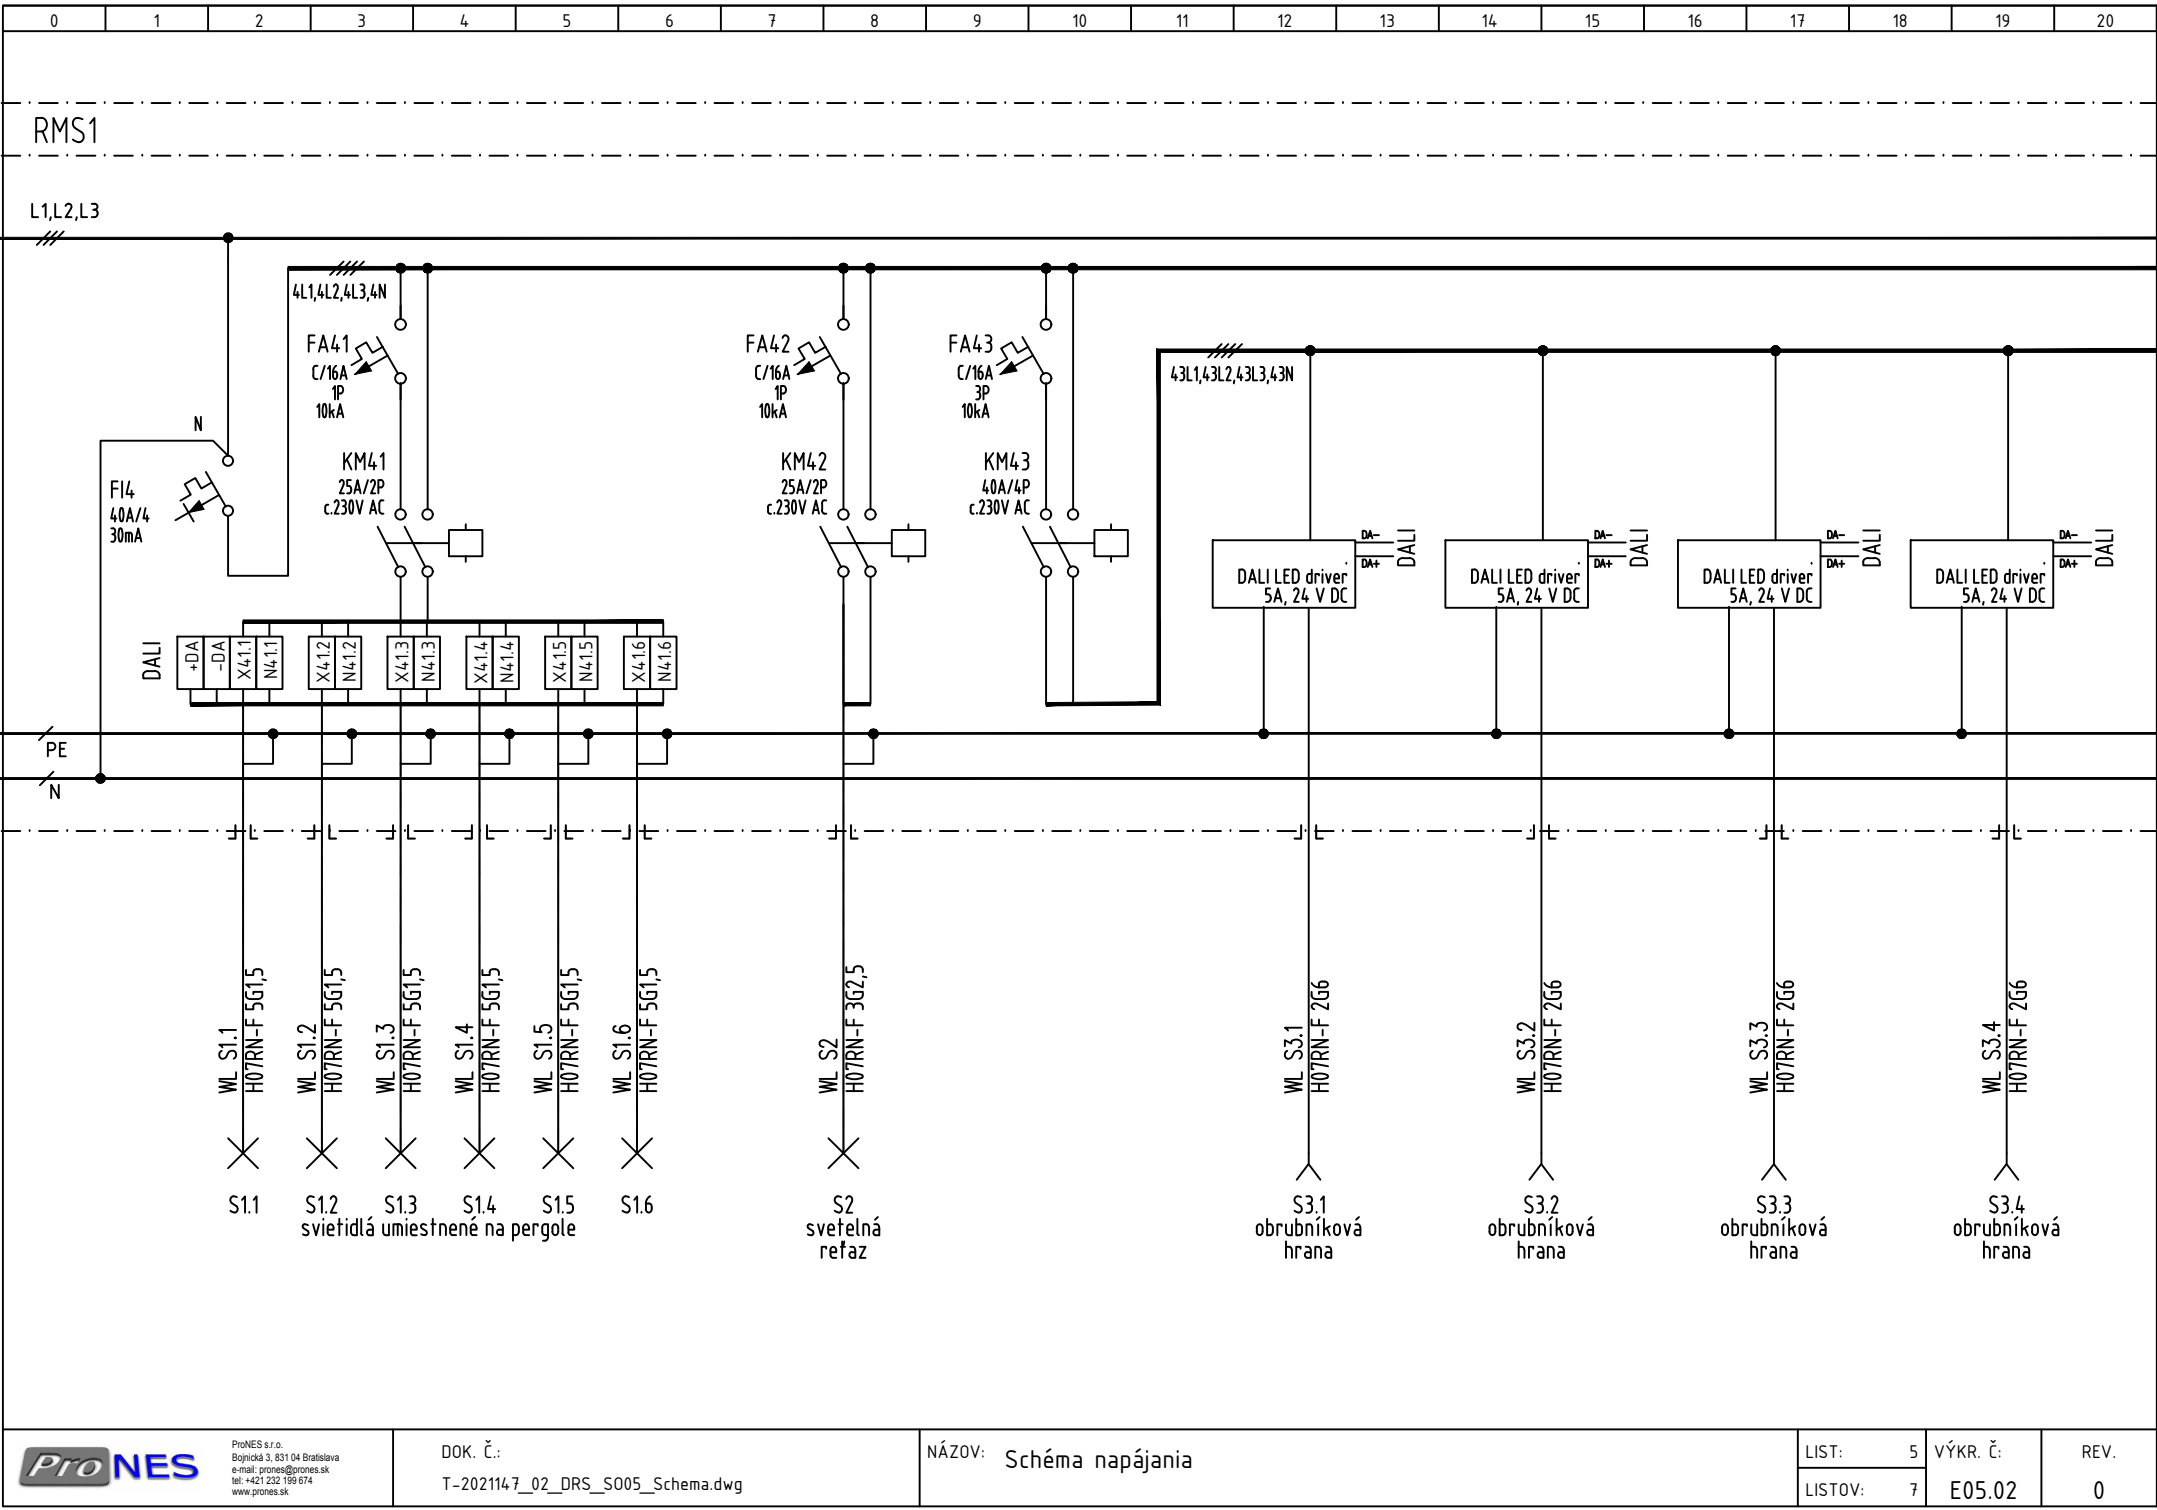 0 1 2 3 4 5 6 7 8 9 10 11 12 13 14 15 16 17 18 19 20
RMS1
L1,L2,L3
4L1,4L2,4L3,4N
FA41
C/16A
1P
10kA
FA42
C/16A
1P
10kA
FA43
C/16A
3P
10kA
43L1,43L2,43L3,43N
N
FI4
40A/4
30mA
KM41
25A/2P
c.230V AC
KM42
25A/2P
c.230V AC
KM43
40A/4P
c.230V AC
DALI LED driver
5A, 24 V DC
DA-
DA+
DALI
DALI LED driver
5A, 24 V DC
DA-
DA+
DALI
DALI LED driver
5A, 24 V DC
DA-
DA+
DALI
DALI LED driver
5A, 24 V DC
DA-
DA+
DALI
DALI
+DA
-DA
X41.1
N41.1
X41.2
N41.2
X41.3
N41.3
X41.4
N41.4
X41.5
N41.5
X41.6
N41.6
PE
N
WL S1.1
H07RN-F 5G1,5
WL S1.2
H07RN-F 5G1,5
WL S1.3
H07RN-F 5G1,5
WL S1.4
H07RN-F 5G1,5
WL S1.5
H07RN-F 5G1,5
WL S1.6
H07RN-F 5G1,5
WL S2
H07RN-F 3G2,5
WL S3.1
H07RN-F 2G6
WL S3.2
H07RN-F 2G6
WL S3.3
H07RN-F 2G6
WL S3.4
H07RN-F 2G6
S1.1 S1.2 S1.3 S1.4 S1.5 S1.6
svietidlá umiestnené na pergole
S2
svetelná
reťaz
S3.1
obrubníková
hrana
S3.2
obrubníková
hrana
S3.3
obrubníková
hrana
S3.4
obrubníková
hrana
ProNES
ProNES s.r.o.
Bojnická 3, 831 04 Bratislava
e-mail: prones@prones.sk
tel: +421 232 199 674
www.prones.sk
DOK. Č.:
T-2021147_02_DRS_SO05_Schema.dwg
NÁZOV: Schéma napájania
LIST: 5
LISTOV: 7
VÝKR. Č:
E05.02
REV.
0